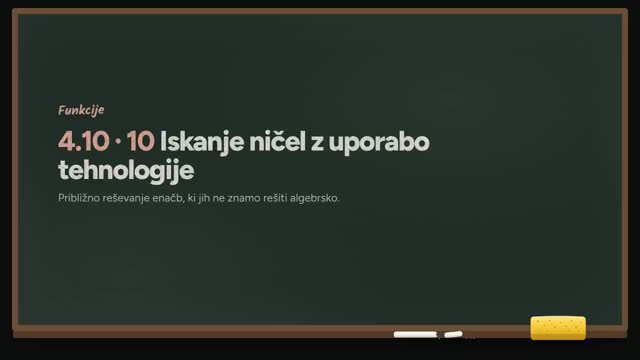 Funkcije
4.10 · 10 Iskanje ničel z uporabo
tehnologije
Približno reševanje enačb, ki jih ne znamo rešiti algebrsko.